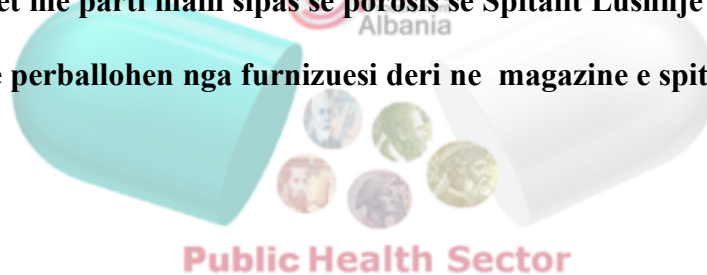 et me parti mall sipas se porosis se Spitalit Lushnje
Albania
e perballohen nga furnizuesi deri ne magazine e spit
Public Health Sector